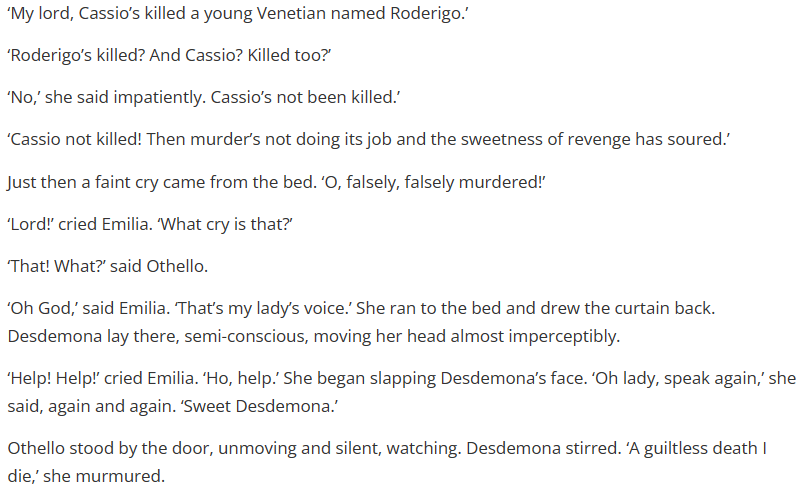 ‘My lord, Cassio’s killed a young Venetian named Roderigo.’
‘Roderigo’s killed? And Cassio? Killed too?’
‘No,’ she said impatiently. Cassio’s not been killed.’
‘Cassio not killed! Then murder’s not doing its job and the sweetness of revenge has soured.’
Just then a faint cry came from the bed. ‘O, falsely, falsely murdered!’
‘Lord!’ cried Emilia. ‘What cry is that?’
‘That! What?’ said Othello.
‘Oh God,’ said Emilia. ‘That’s my lady’s voice.’ She ran to the bed and drew the curtain back.
Desdemona lay there, semi-conscious, moving her head almost imperceptibly.
‘Help! Help!’ cried Emilia. ‘Ho, help.’ She began slapping Desdemona’s face. ‘Oh lady, speak again,’ she
said, again and again. ‘Sweet Desdemona.’
Othello stood by the door, unmoving and silent, watching. Desdemona stirred. ‘A guiltless death I
die,’ she murmured.